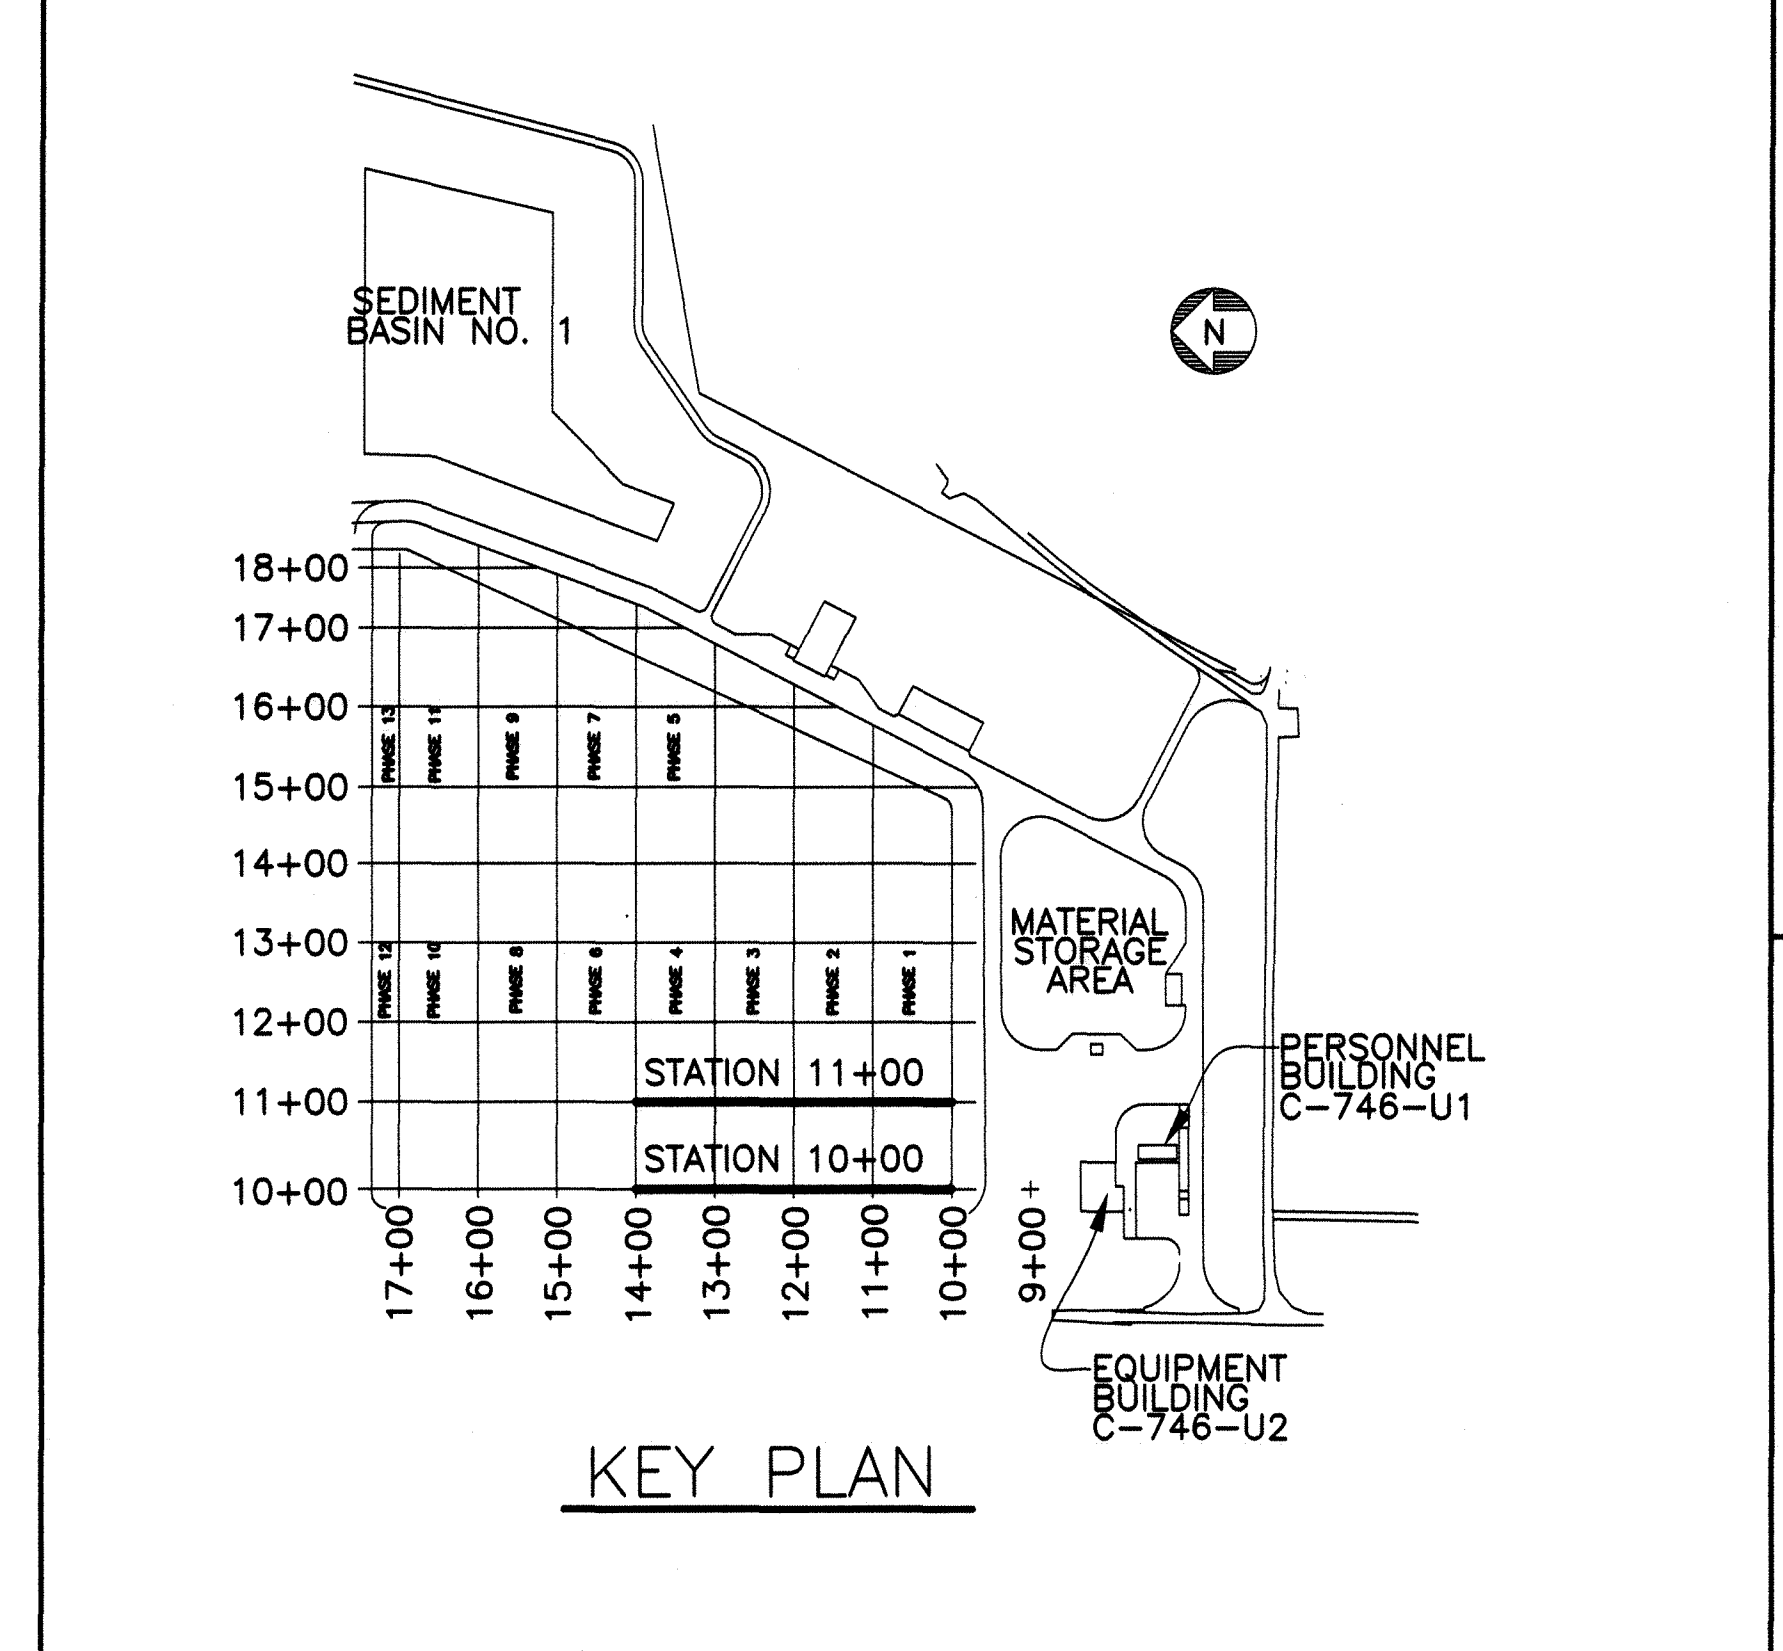 SEDIMENT
BASIN NO. 1
N
18+00
17+00
16+00
15+00
14+00
13+00
12+00
11+00
10+00
PHASE 13
PHASE 11
PHASE 9
PHASE 7
PHASE 5
PHASE 12
PHASE 10
PHASE 8
PHASE 6
PHASE 4
PHASE 3
PHASE 2
PHASE 1
MATERIAL
STORAGE
AREA
STATION 11+00
STATION 10+00
PERSONNEL
BUILDING
C-746-U1
17+00
16+00
15+00
14+00
13+00
12+00
11+00
10+00
9+00
EQUIPMENT
BUILDING
C-746-U2
KEY PLAN